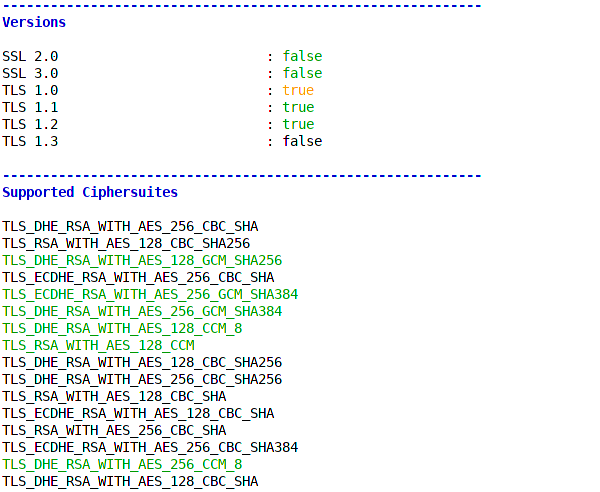 ------------------------------------------------------------
Versions
SSL 2.0                          : false
SSL 3.0                          : false
TLS 1.0                          : true
TLS 1.1                          : true
TLS 1.2                          : true
TLS 1.3                          : false
------------------------------------------------------------
Supported Ciphersuites
TLS_DHE_RSA_WITH_AES_256_CBC_SHA
TLS_RSA_WITH_AES_128_CBC_SHA256
TLS_DHE_RSA_WITH_AES_128_GCM_SHA256
TLS_ECDHE_RSA_WITH_AES_256_CBC_SHA
TLS_ECDHE_RSA_WITH_AES_256_GCM_SHA384
TLS_DHE_RSA_WITH_AES_256_GCM_SHA384
TLS_DHE_RSA_WITH_AES_128_CCM_8
TLS_RSA_WITH_AES_128_CCM
TLS_DHE_RSA_WITH_AES_128_CBC_SHA256
TLS_DHE_RSA_WITH_AES_256_CBC_SHA256
TLS_RSA_WITH_AES_128_CBC_SHA
TLS_ECDHE_RSA_WITH_AES_128_CBC_SHA
TLS_RSA_WITH_AES_256_CBC_SHA
TLS_ECDHE_RSA_WITH_AES_256_CBC_SHA384
TLS_DHE_RSA_WITH_AES_256_CCM_8
TLS_DHE_RSA_WITH_AES_128_CBC_SHA